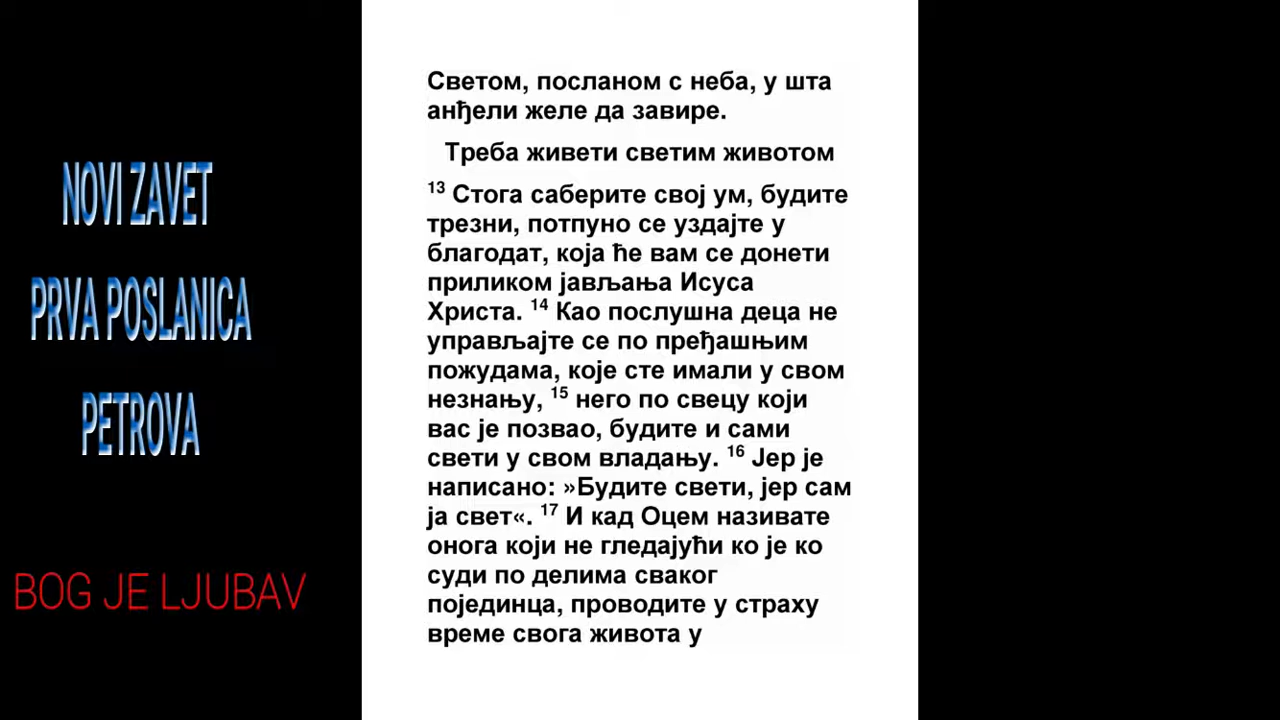 NOVI ZAVET
PRVA POSLANICA
PETROVA
BOG JE LJUBAV
Светом, посланом с неба, у шта
анђели желе да завире.
Треба живети светим животом
13 Стога саберите свој ум, будите
трезни, потпуно се уздајте у
благодат, која ће вам се донети
приликом јављања Исуса
Христа. 14 Као послушна деца не
управљајте се по пређашњим
пожудама, које сте имали у свом
незнању, 15 него по свецу који
вас је позвао, будите и сами
свети у свом владању. 16 Јер је
написано: »Будите свети, јер сам
ја свет«. 17 И кад Оцем називате
онога који не гледајући ко је ко
суди по делима сваког
појединца, проводите у страху
време свога живота у